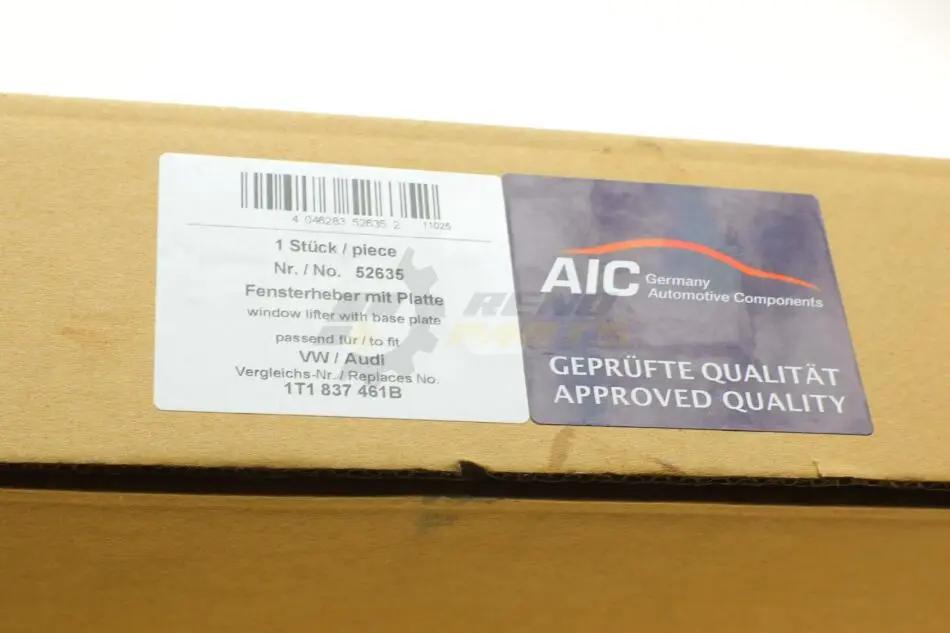 4 046283 52635 2 11025
1 Stück / piece
Nr. / No. 52635
Fensterheber mit Platte
window lifter with base plate
passend für / to fit
VW / Audi
Vergleichs-Nr. / Replaces No.
1T1 837 461B
AIC Germany
Automotive Components
GEPRÜFTE QUALITÄT
APPROVED QUALITY
RENO
PARTS